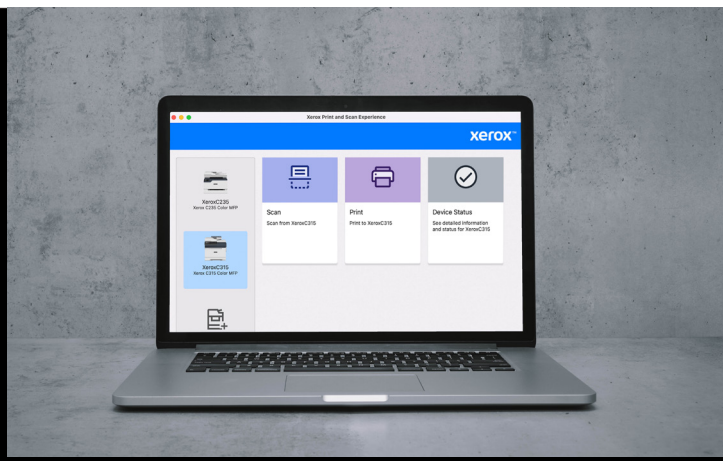 Xerox Print and Scan Experience
xerox™
XeroxC235
Xerox C235 Color MFP
XeroxC315
Xerox C315 Color MFP
Scan
Scan from XeroxC315
Print
Print to XeroxC315
Device Status
See detailed information
and status for XeroxC315